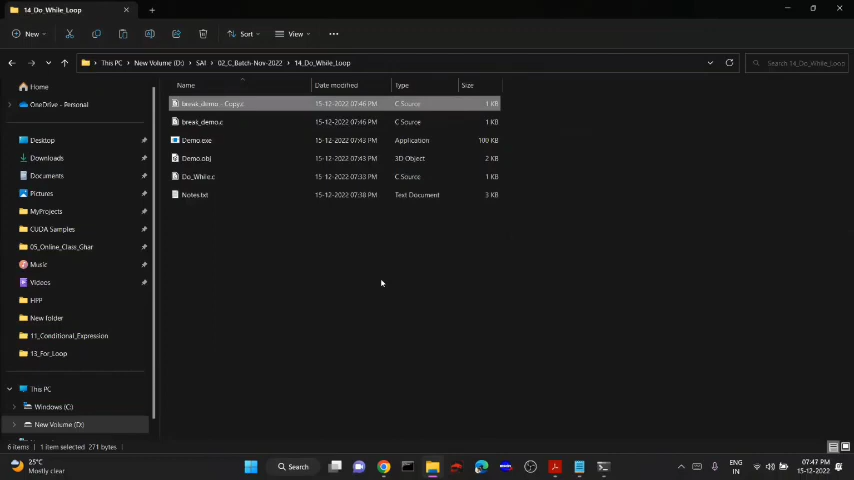 14_Do_While_Loop
New
Sort
View
This PC > New Volume (D:) > SAI > 02_C_Batch-Nov-2022 > 14_Do_While_Loop
Search 14_Do_While_Loop
Name Date modified Type Size
Home
OneDrive - Personal
Desktop
Downloads
Documents
Pictures
MyProjects
CUDA Samples
05_Online_Class_Ghar
Music
Videos
HPP
New folder
11_Conditional_Expression
13_For_Loop
This PC
Windows (C:)
New Volume (D:)
break_demo - Copy.c 15-12-2022 07:46 PM C Source 1 KB
break_demo.c 15-12-2022 07:46 PM C Source 1 KB
Demo.exe 15-12-2022 07:43 PM Application 100 KB
Demo.obj 15-12-2022 07:43 PM 3D Object 2 KB
Do_While.c 15-12-2022 07:33 PM C Source 1 KB
Notes.txt 15-12-2022 07:38 PM Text Document 3 KB
6 items 1 item selected 271 bytes
25°C
Mostly clear
Search
ENG
IN
07:47 PM
15-12-2022